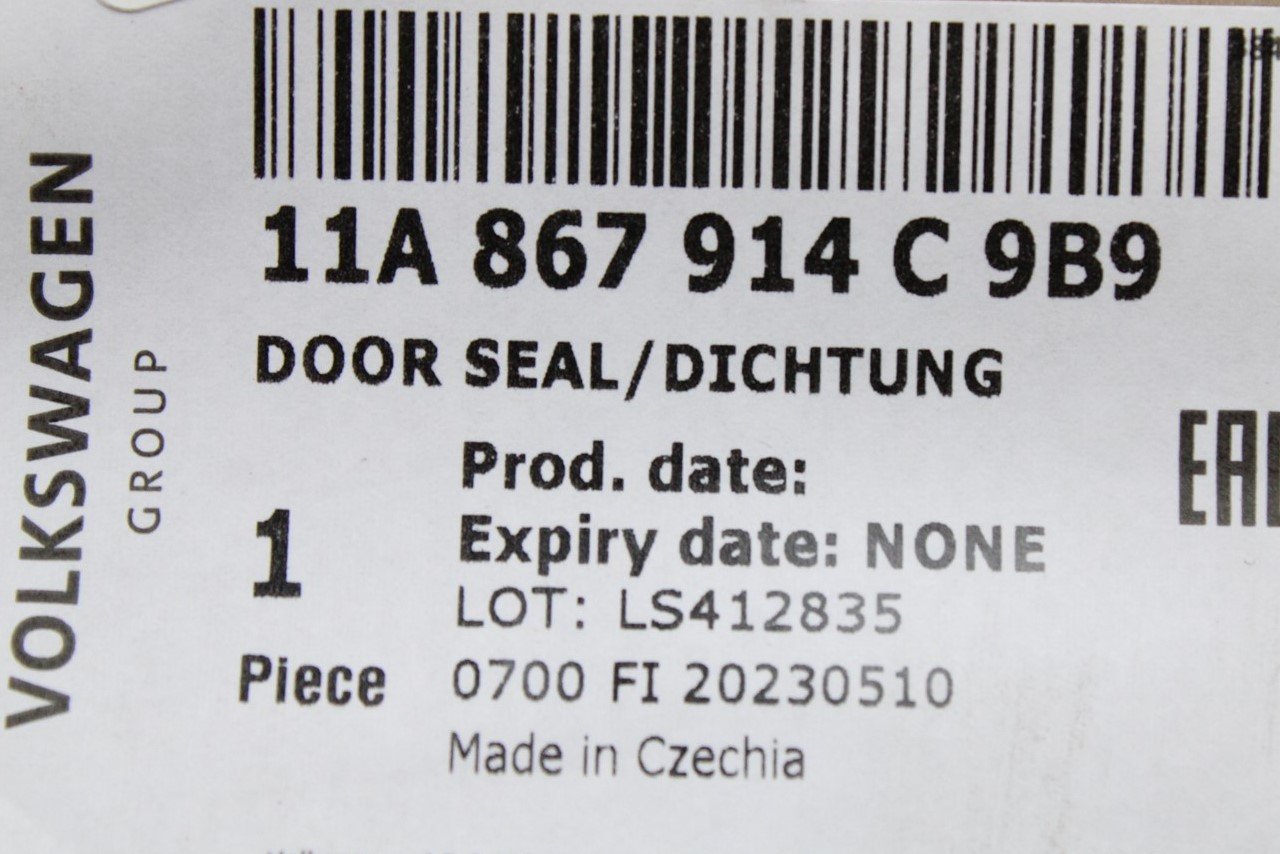 VOLKSWAGEN
GROUP
11A 867 914 C 9B9
DOOR SEAL/DICHTUNG
Prod. date:
Expiry date: NONE
LOT: LS412835
1
Piece
0700 FI 20230510
Made in Czechia
EAC